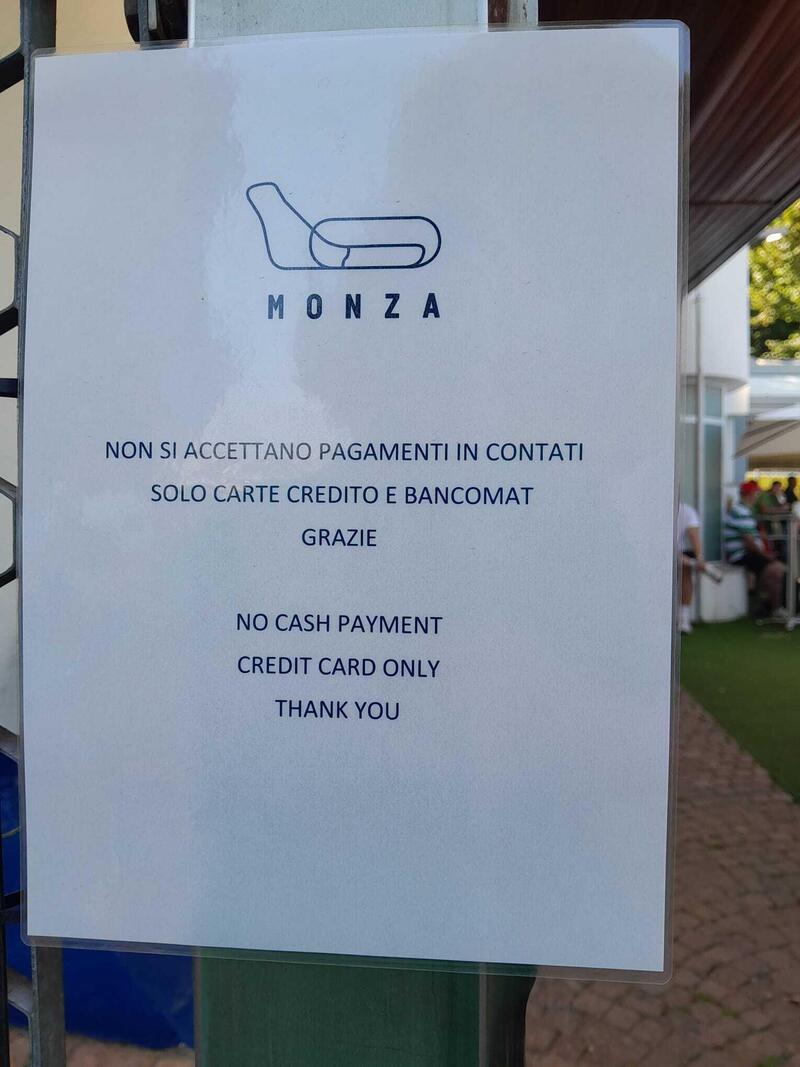 MONZA
NON SI ACCETTANO PAGAMENTI IN CONTATI
SOLO CARTE CREDITO E BANCOMAT
GRAZIE
NO CASH PAYMENT
CREDIT CARD ONLY
THANK YOU